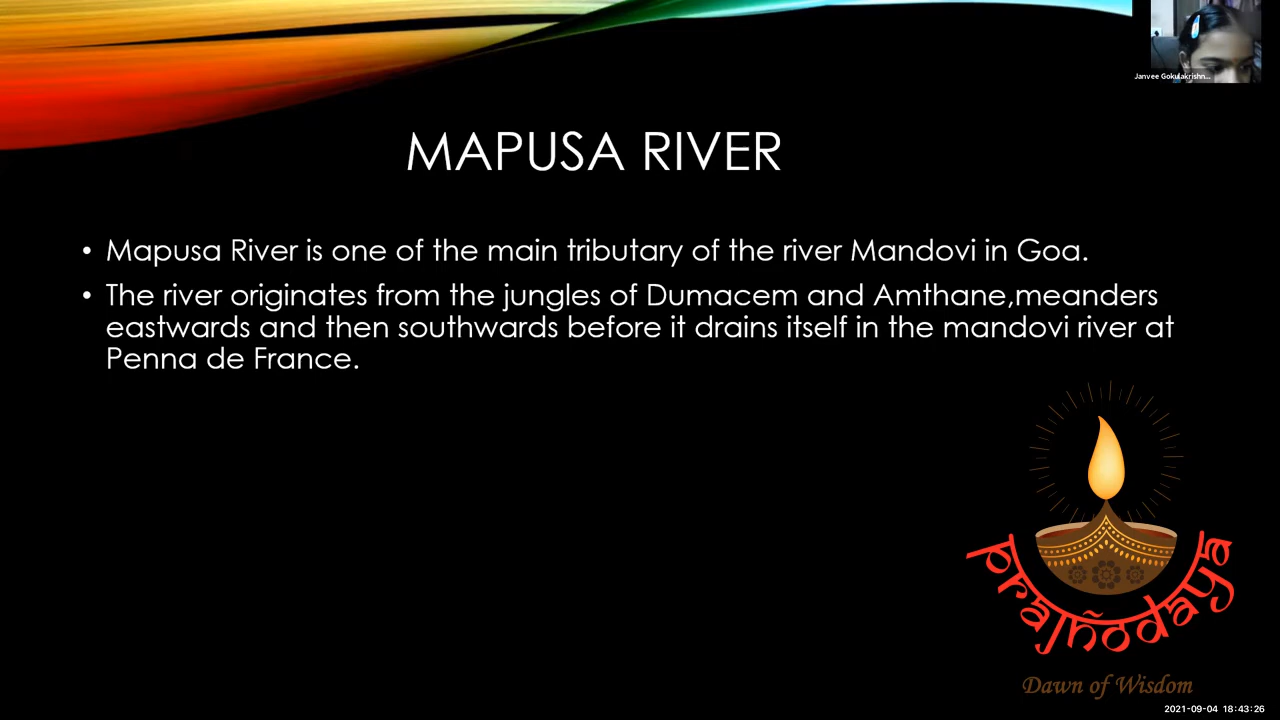 Janvee Gokulakrishn...
MAPUSA RIVER
• Mapusa River is one of the main tributary of the river Mandovi in Goa.
• The river originates from the jungles of Dumacem and Amthane,meanders
eastwards and then southwards before it drains itself in the mandovi river at
Penna de France.
prajñodaya
Dawn of Wisdom
2021-09-04 18:43:26